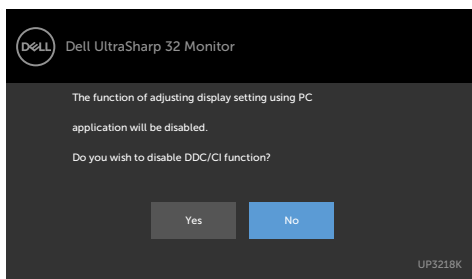 DELL Dell UltraSharp 32 Monitor
The function of adjusting display setting using PC
application will be disabled.
Do you wish to disable DDC/CI function?
Yes No
UP3218K